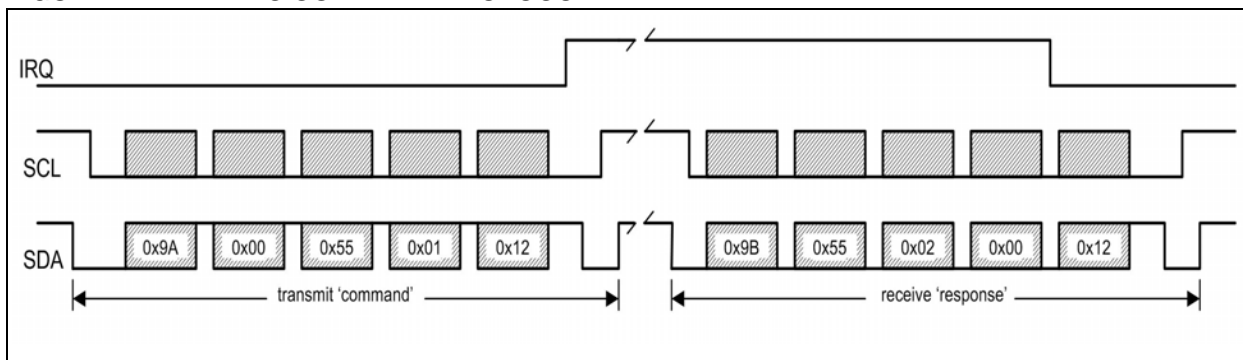 IRQ
SCL
SDA
0x9A 0x00 0x55 0x01 0x12 0x9B 0x55 0x02 0x00 0x12
transmit ‘command’ receive ‘response’